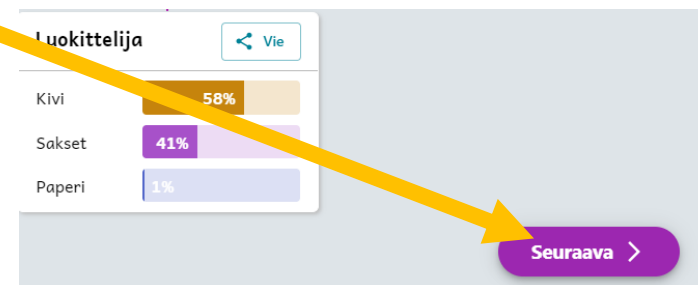 Luokittelija
Vie
Kivi 58%
Sakset 41%
Paperi 1%
Seuraava